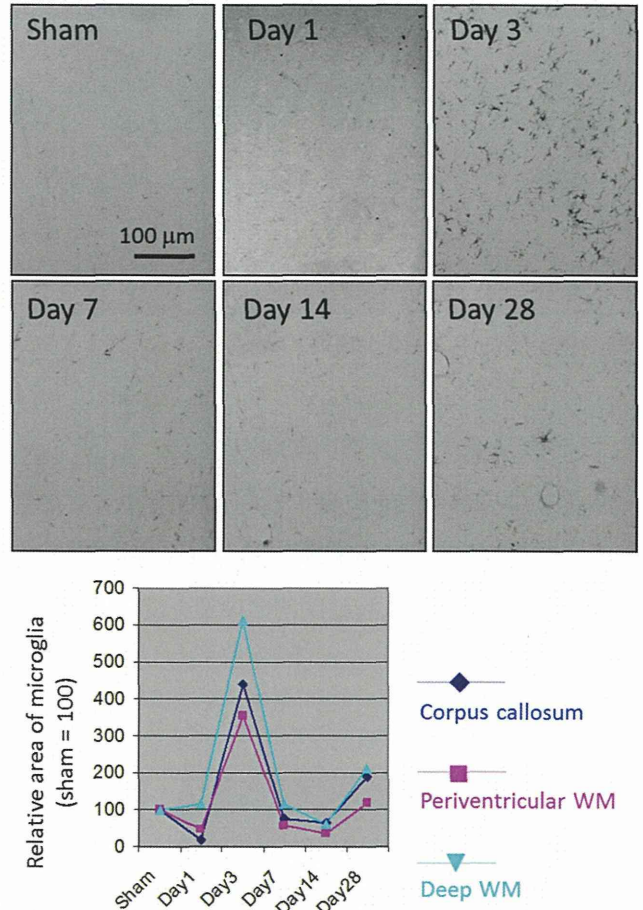 Sham
Day 1
Day 3
100 µm
Day 7
Day 14
Day 28
Relative area of microglia
(sham = 100)
700
600
500
400
300
200
100
0
Sham
Day1
Day3
Day7
Day14
Day28
Corpus callosum
Periventricular WM
Deep WM